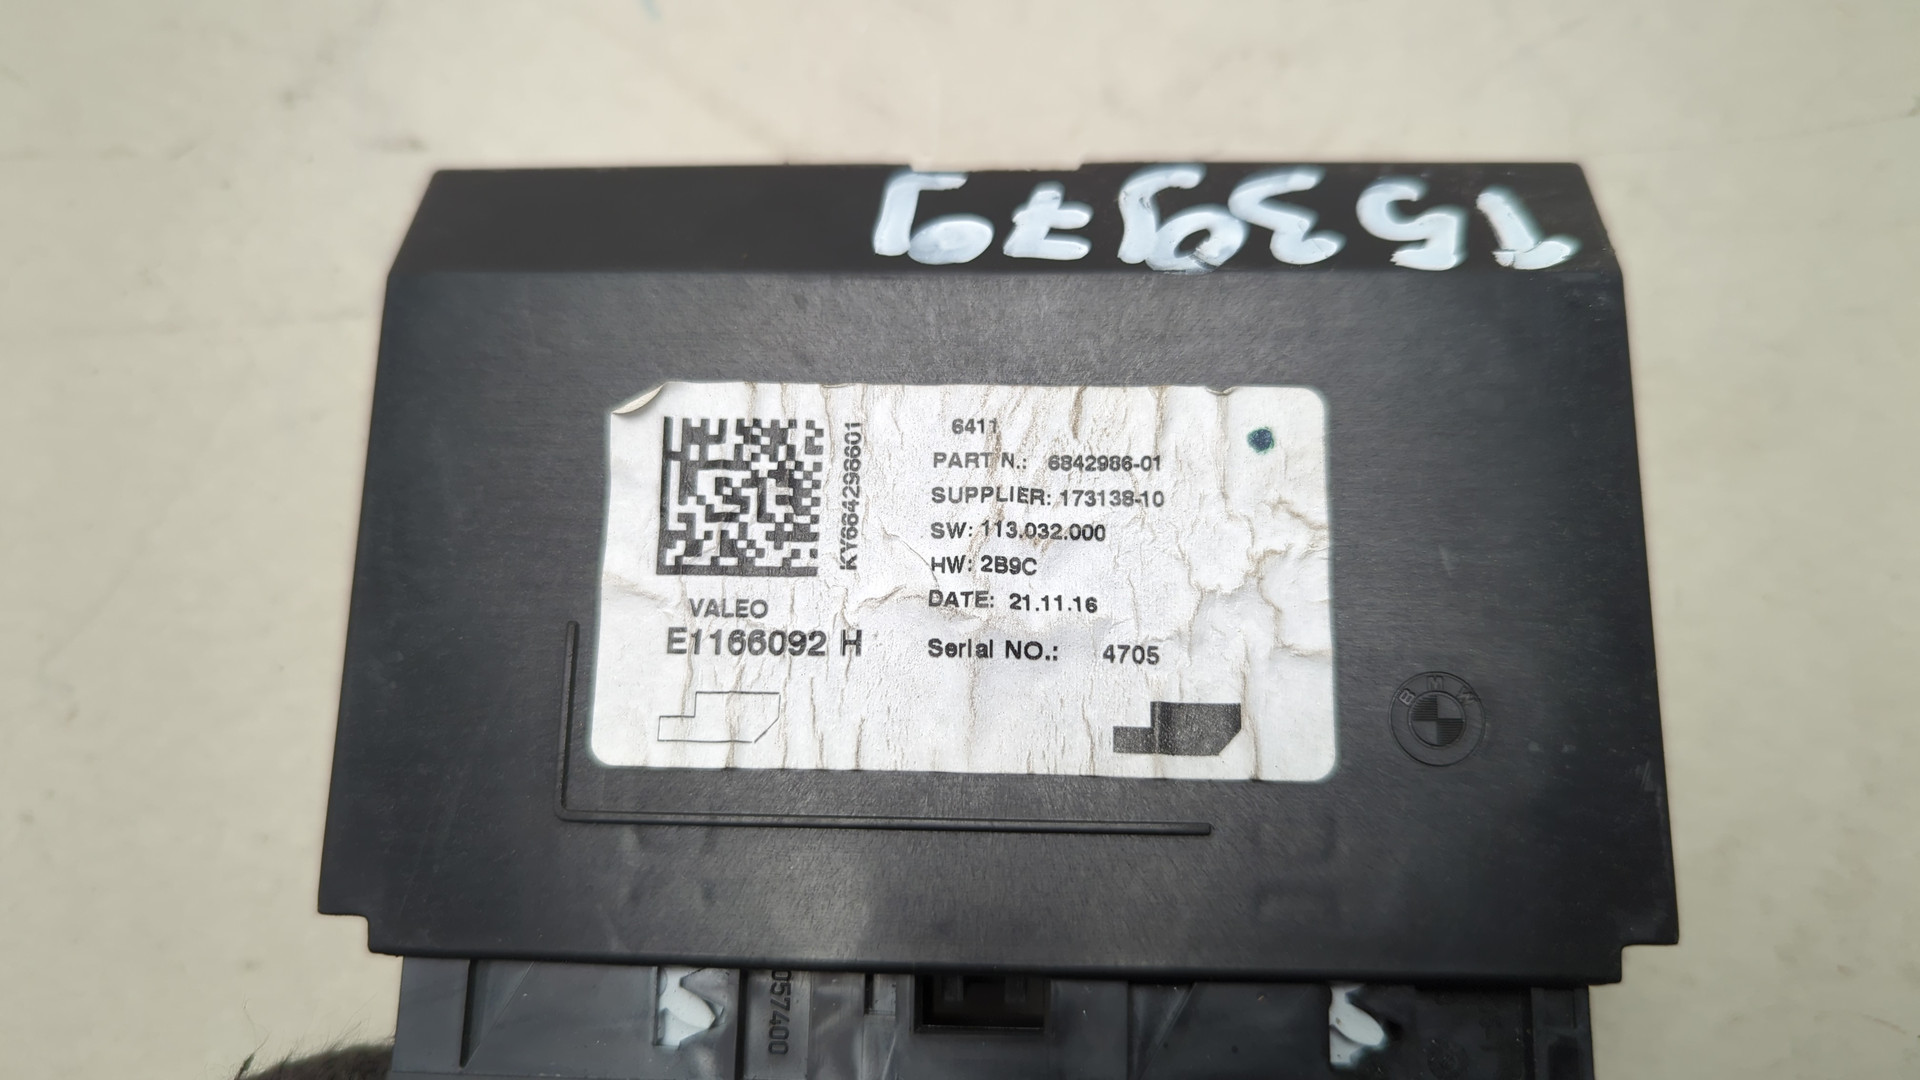 6411
PART N.: 6842986-01
SUPPLIER: 173138-10
SW: 113.032.000
HW: 2B9C
DATE: 21.11.16
Serial NO.: 4705
KY684298601
VALEO
E1166092 H
BMW
057400